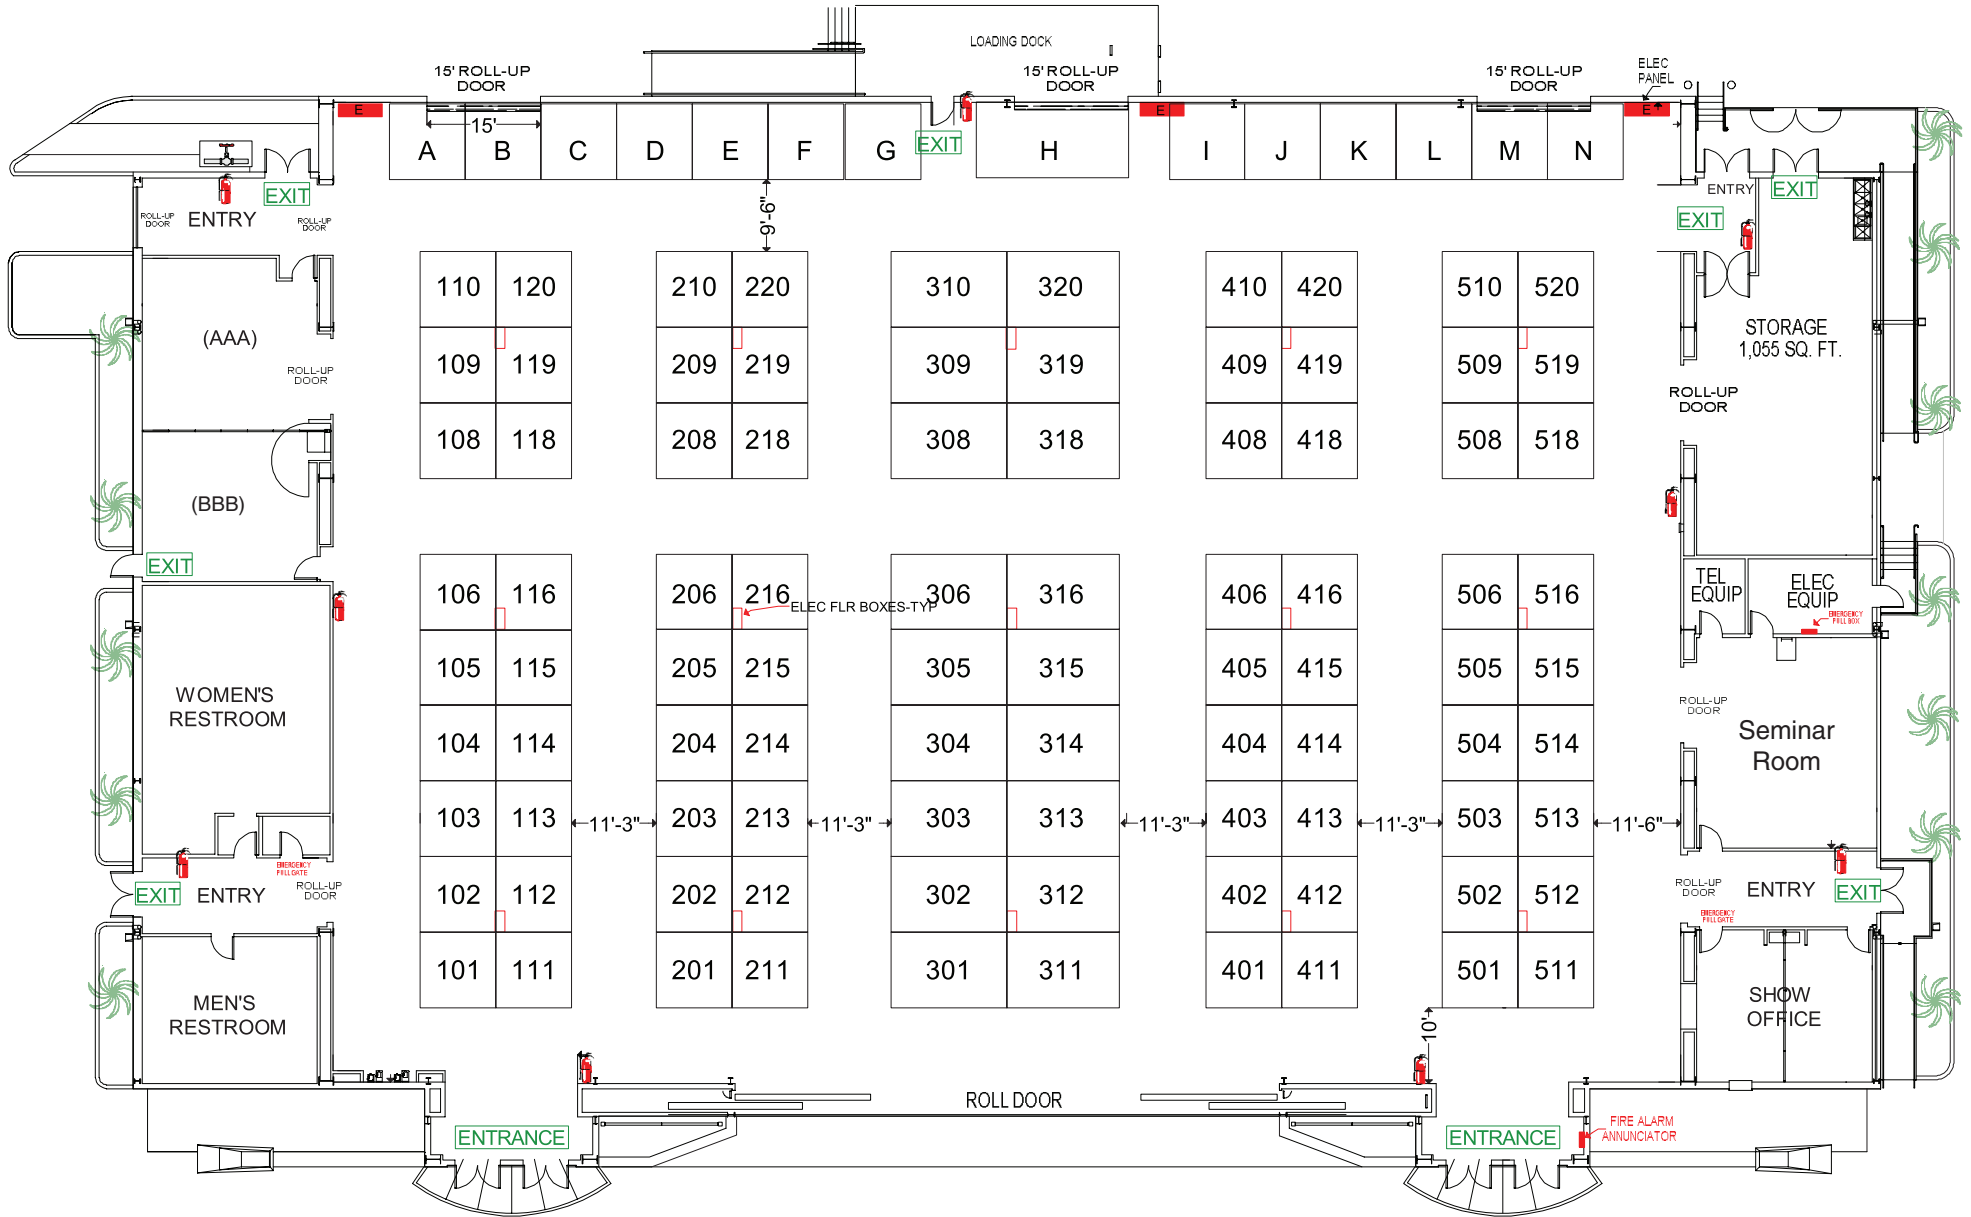 LOADING DOCK
15' ROLL-UP
DOOR
15' ROLL-UP
DOOR
15' ROLL-UP
DOOR
ELEC
PANEL
E
E
E
15'
A B C D E F G
EXIT
H
I J K L M N
EXIT
ENTRY
ROLL-UP
DOOR
ROLL-UP
DOOR
9'-6"
ENTRY
EXIT
EXIT
110 120 210 220 310 320 410 420 510 520
(AAA)
109 119 209 219 309 319 409 419 509 519
STORAGE
1,055 SQ. FT.
ROLL-UP
DOOR
ROLL-UP
DOOR
108 118 208 218 308 318 408 418 508 518
(BBB)
EXIT
106 116 206 216 306 316 406 416 506 516
ELEC FLR BOXES-TYP
TEL
EQUIP
ELEC
EQUIP
EMERGENCY
PULL BOX
105 115 205 215 305 315 405 415 505 515
WOMEN'S
RESTROOM
ROLL-UP
DOOR
104 114 204 214 304 314 404 414 504 514
Seminar
Room
103 113 11'-3" 203 213 11'-3" 303 313 11'-3" 403 413 11'-3" 503 513 11'-6"
EMERGENCY
PULL GATE
EXIT
ENTRY
ROLL-UP
DOOR
102 112 202 212 302 312 402 412 502 512
ROLL-UP
DOOR
ENTRY
EXIT
EMERGENCY
PULL GATE
101 111 201 211 301 311 401 411 501 511
MEN'S
RESTROOM
SHOW
OFFICE
10'
ROLL DOOR
ENTRANCE
ENTRANCE
FIRE ALARM
ANNUNCIATOR